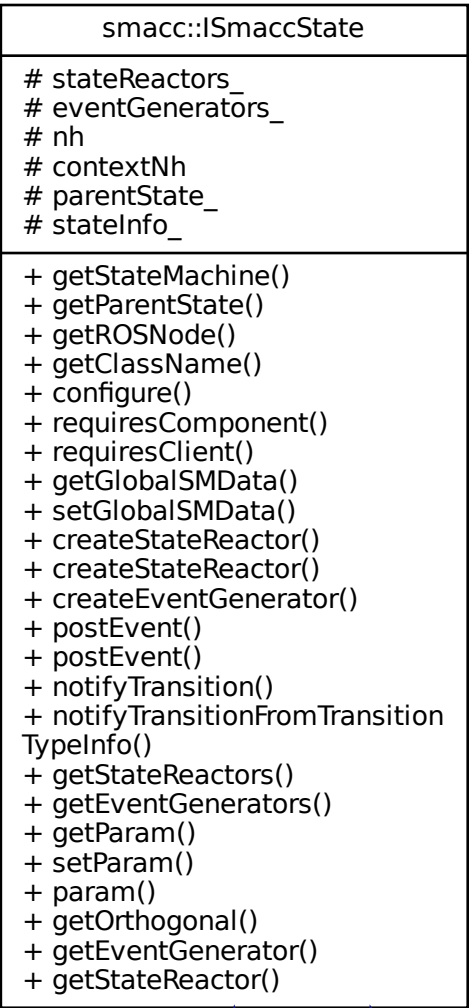 smacc::ISmaccState
# stateReactors_
# eventGenerators_
# nh
# contextNh
# parentState_
# stateInfo_
+ getStateMachine()
+ getParentState()
+ getROSNode()
+ getClassName()
+ configure()
+ requiresComponent()
+ requiresClient()
+ getGlobalSMData()
+ setGlobalSMData()
+ createStateReactor()
+ createStateReactor()
+ createEventGenerator()
+ postEvent()
+ postEvent()
+ notifyTransition()
+ notifyTransitionFromTransition
TypeInfo()
+ getStateReactors()
+ getEventGenerators()
+ getParam()
+ setParam()
+ param()
+ getOrthogonal()
+ getEventGenerator()
+ getStateReactor()